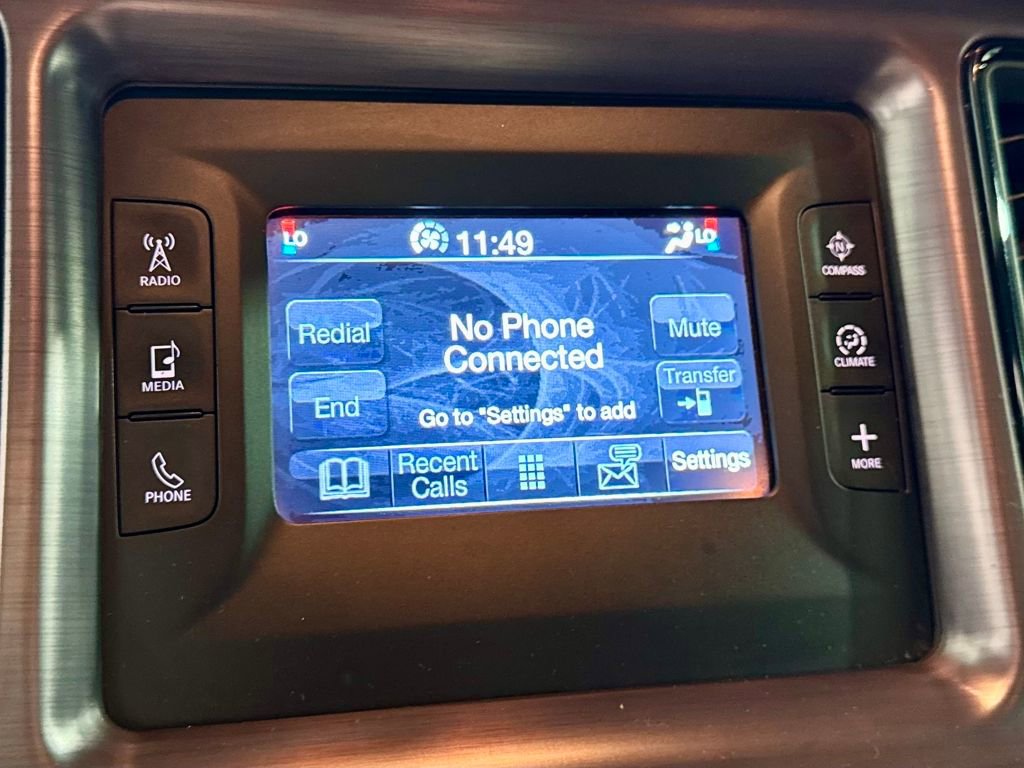 LO
11:49
LO
RADIO
MEDIA
PHONE
Redial
End
No Phone
Connected
Go to "Settings" to add
Mute
Transfer
Recent
Calls
Settings
N
COMPASS
CLIMATE
MORE